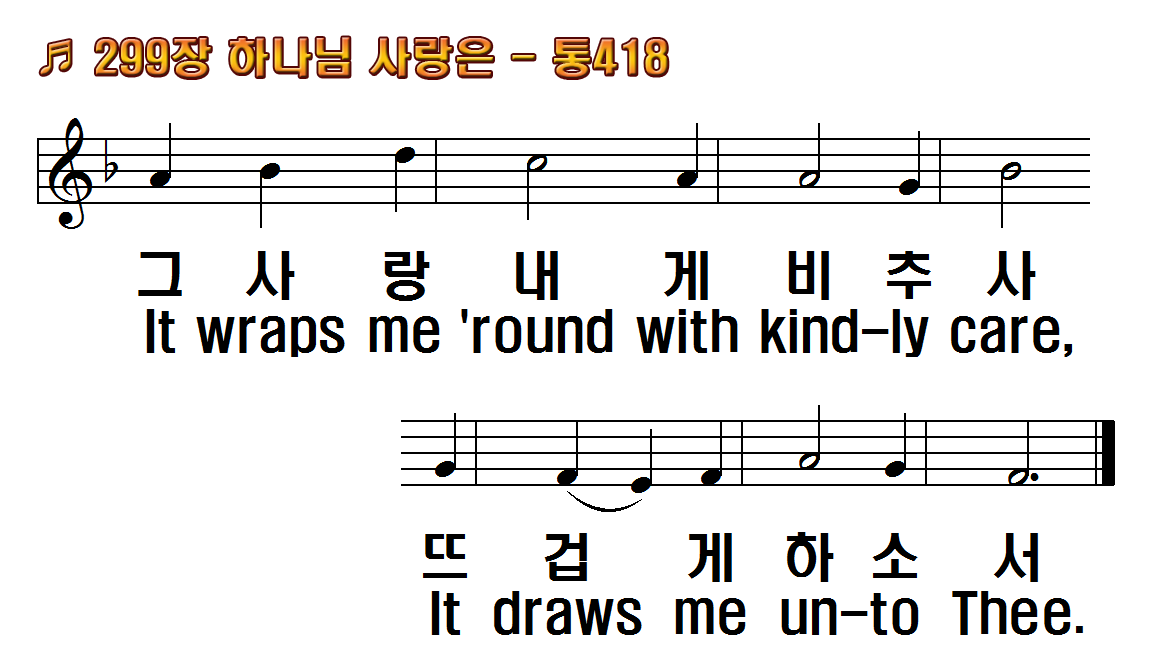 ♬ 299장 하나님 사랑은 - 통418
그 사 랑 내 게 비 추 사
It wraps me 'round with kind-ly care,
뜨 겁 게 하 소 서
It draws me un-to Thee.